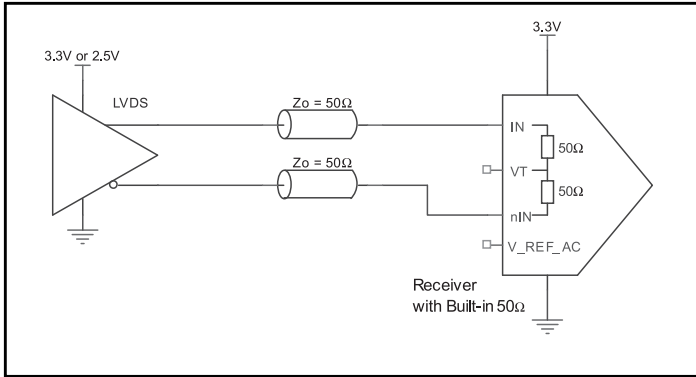 3.3V
3.3V or 2.5V
LVDS
Zo = 50Ω
IN
50Ω
Zo = 50Ω
VT
50Ω
nIN
V_REF_AC
Receiver
with Built-in 50Ω